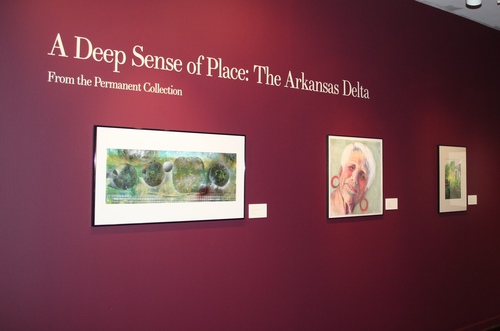 A Deep Sense of Place: The Arkansas Delta
From the Permanent Collection